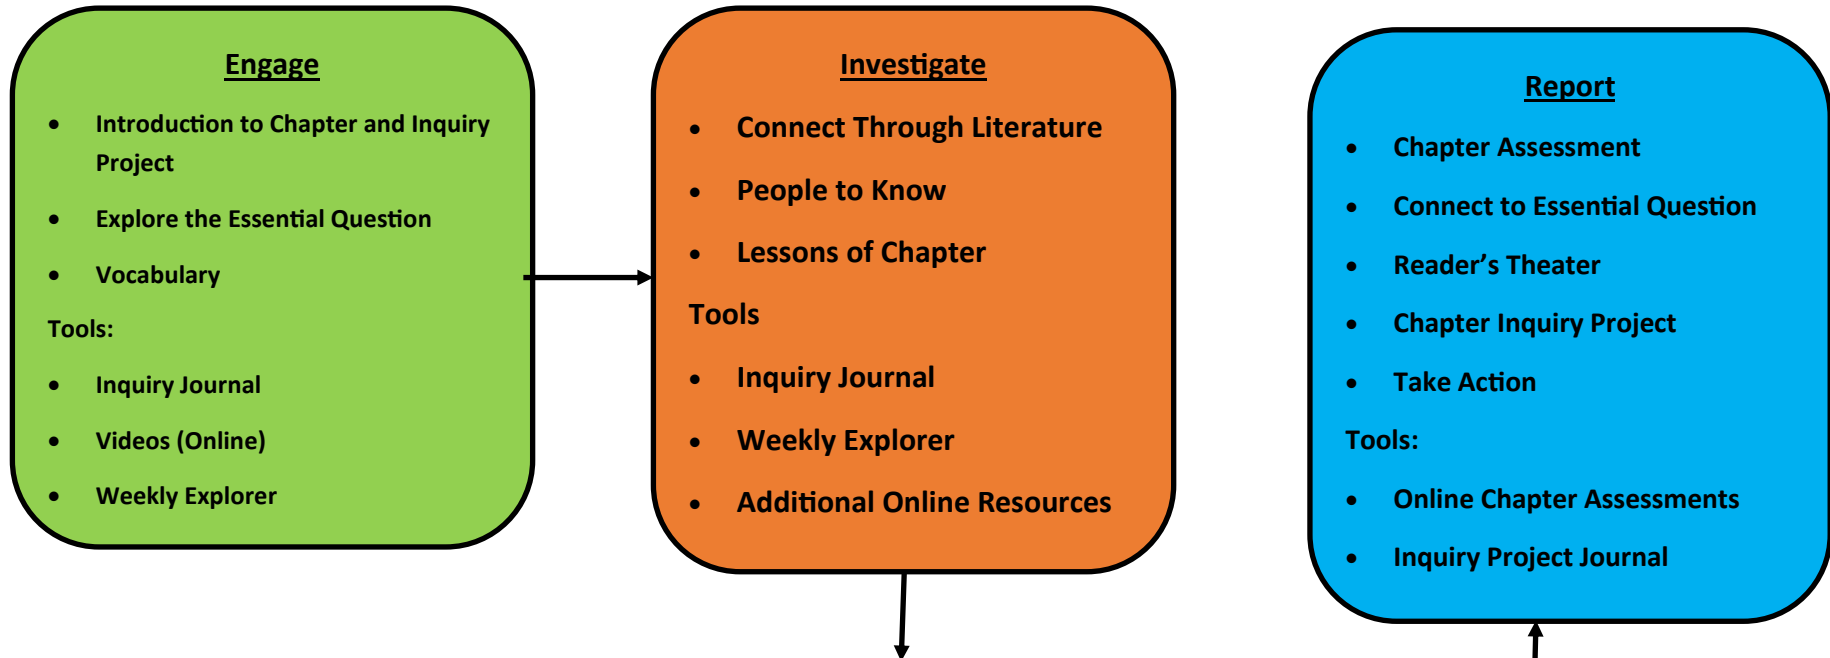 Engage
• Introduction to Chapter and Inquiry
Project
• Explore the Essential Question
• Vocabulary
Tools:
• Inquiry Journal
• Videos (Online)
• Weekly Explorer
Investigate
• Connect Through Literature
• People to Know
• Lessons of Chapter
Tools
• Inquiry Journal
• Weekly Explorer
• Additional Online Resources
Report
• Chapter Assessment
• Connect to Essential Question
• Reader’s Theater
• Chapter Inquiry Project
• Take Action
Tools:
• Online Chapter Assessments
• Inquiry Project Journal